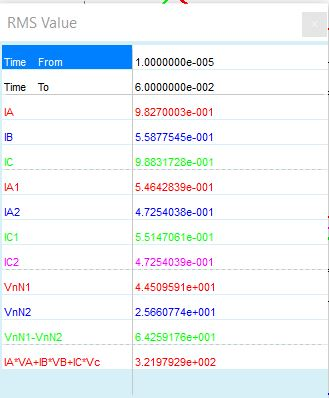 RMS Value
Time From 1.0000000e-005
Time To 6.0000000e-002
IA 9.8270003e-001
IB 5.5877545e-001
IC 9.8831728e-001
IA1 5.4642839e-001
IA2 4.7254038e-001
IC1 5.5147061e-001
IC2 4.7254039e-001
VnN1 4.4509591e+001
VnN2 2.5660774e+001
VnN1-VnN2 6.4259176e+001
IA*VA+IB*VB+IC*Vc 3.2197929e+002